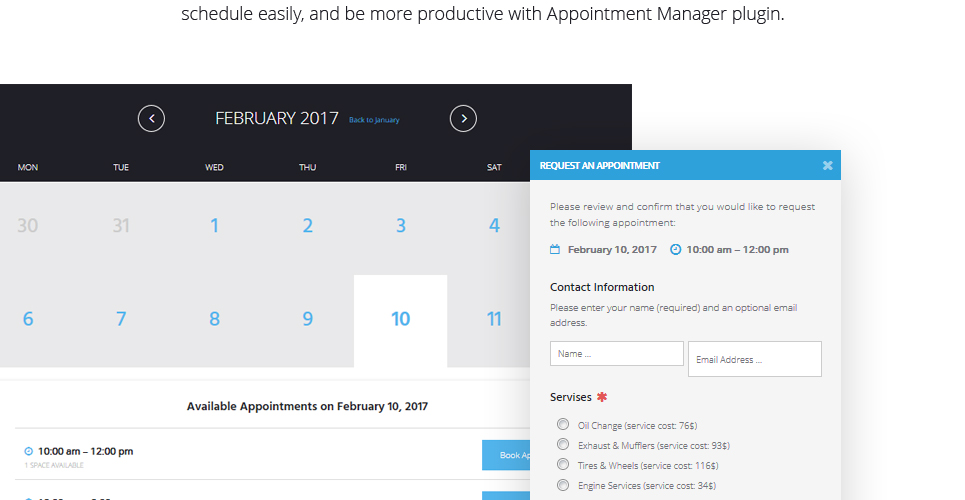 schedule easily, and be more productive with Appointment Manager plugin.
FEBRUARY 2017 Back to January
MON TUE WED THU FRI SAT
30 31 1 2 3 4
6 7 8 9 10 11
Available Appointments on February 10, 2017
10:00 am – 12:00 pm
1 SPACE AVAILABLE
Book
REQUEST AN APPOINTMENT
Please review and confirm that you would like to request
the following appointment:
February 10, 2017 10:00 am – 12:00 pm
Contact Information
Please enter your name (required) and an optional email
address.
Name ... Email Address ...
Servises *
Oil Change (service cost: 76$)
Exhaust & Mufflers (service cost: 93$)
Tires & Wheels (service cost: 116$)
Engine Services (service cost: 34$)